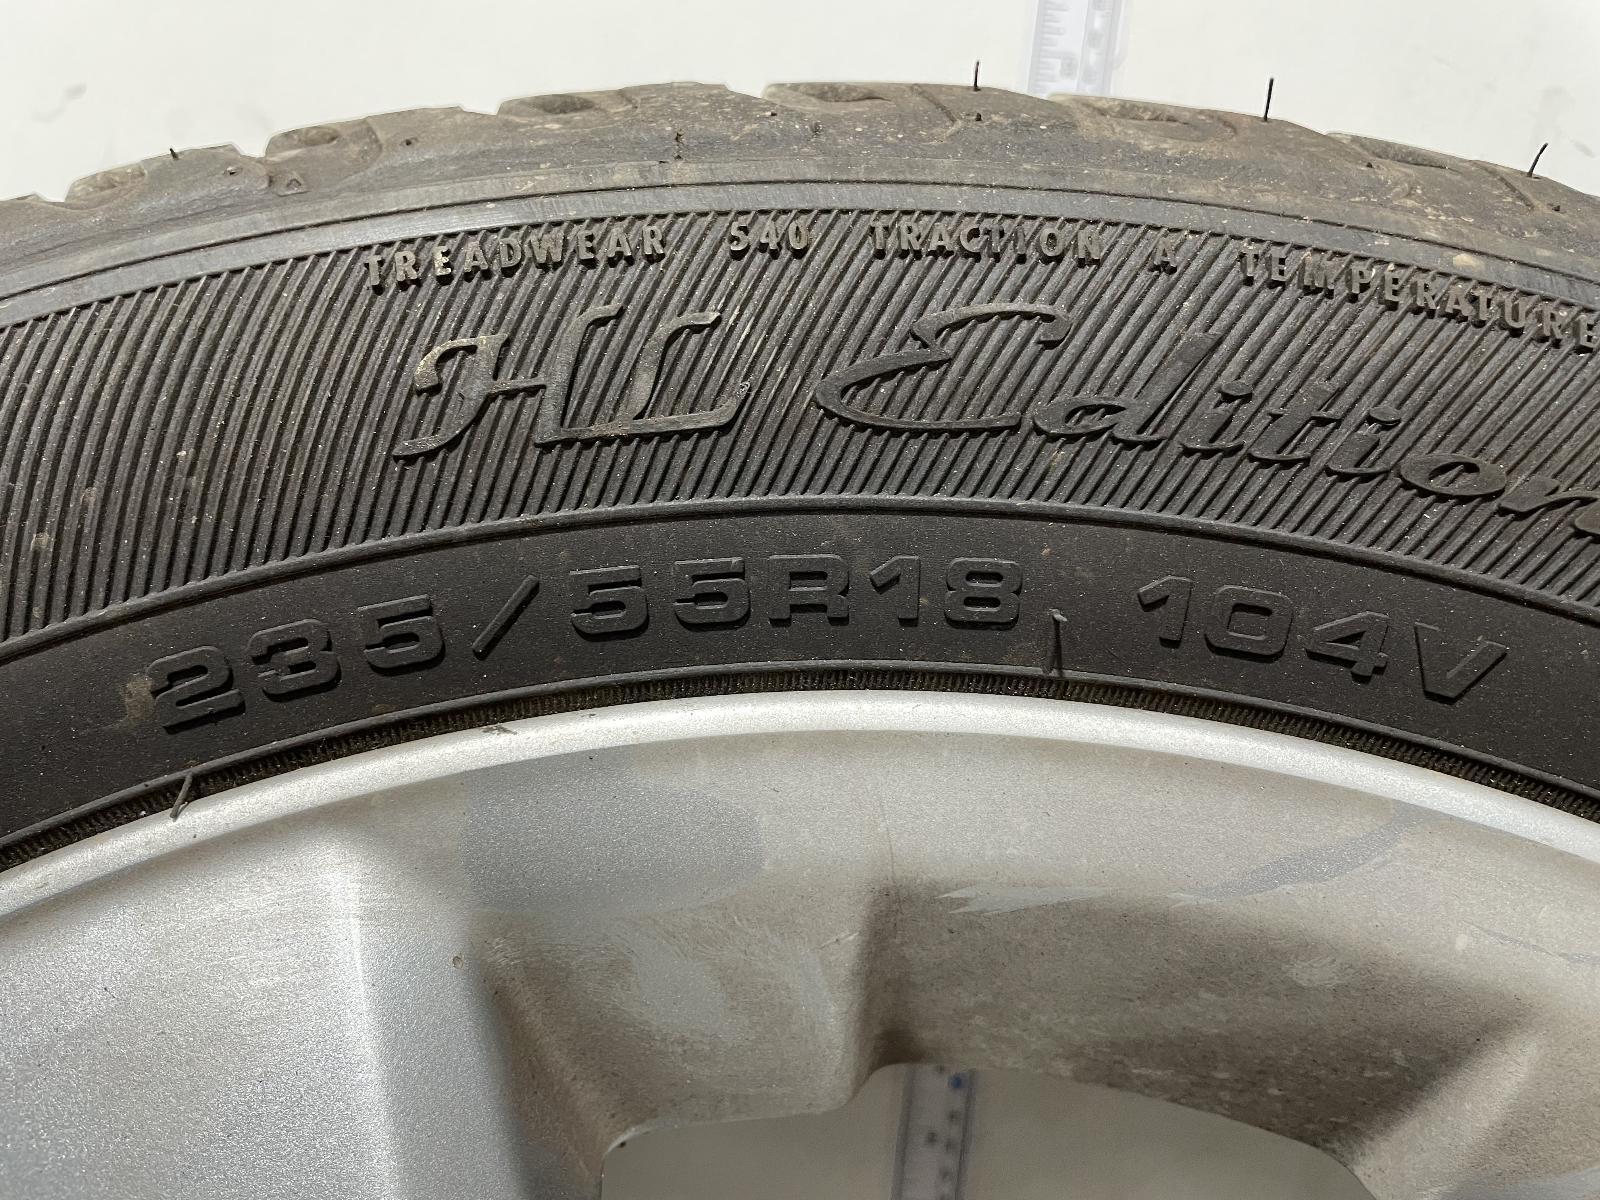 TREADWEAR 540 TRACTION A TEMPERATURE
HL Edition
235/55R18 104V